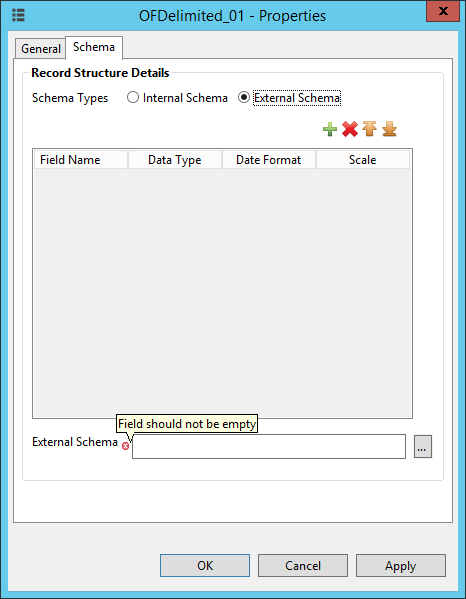 OFDelimited_01 - Properties
General Schema
Record Structure Details
Schema Types Internal Schema External Schema
Field Name Data Type Date Format Scale
Field should not be empty
External Schema ...
OK Cancel Apply